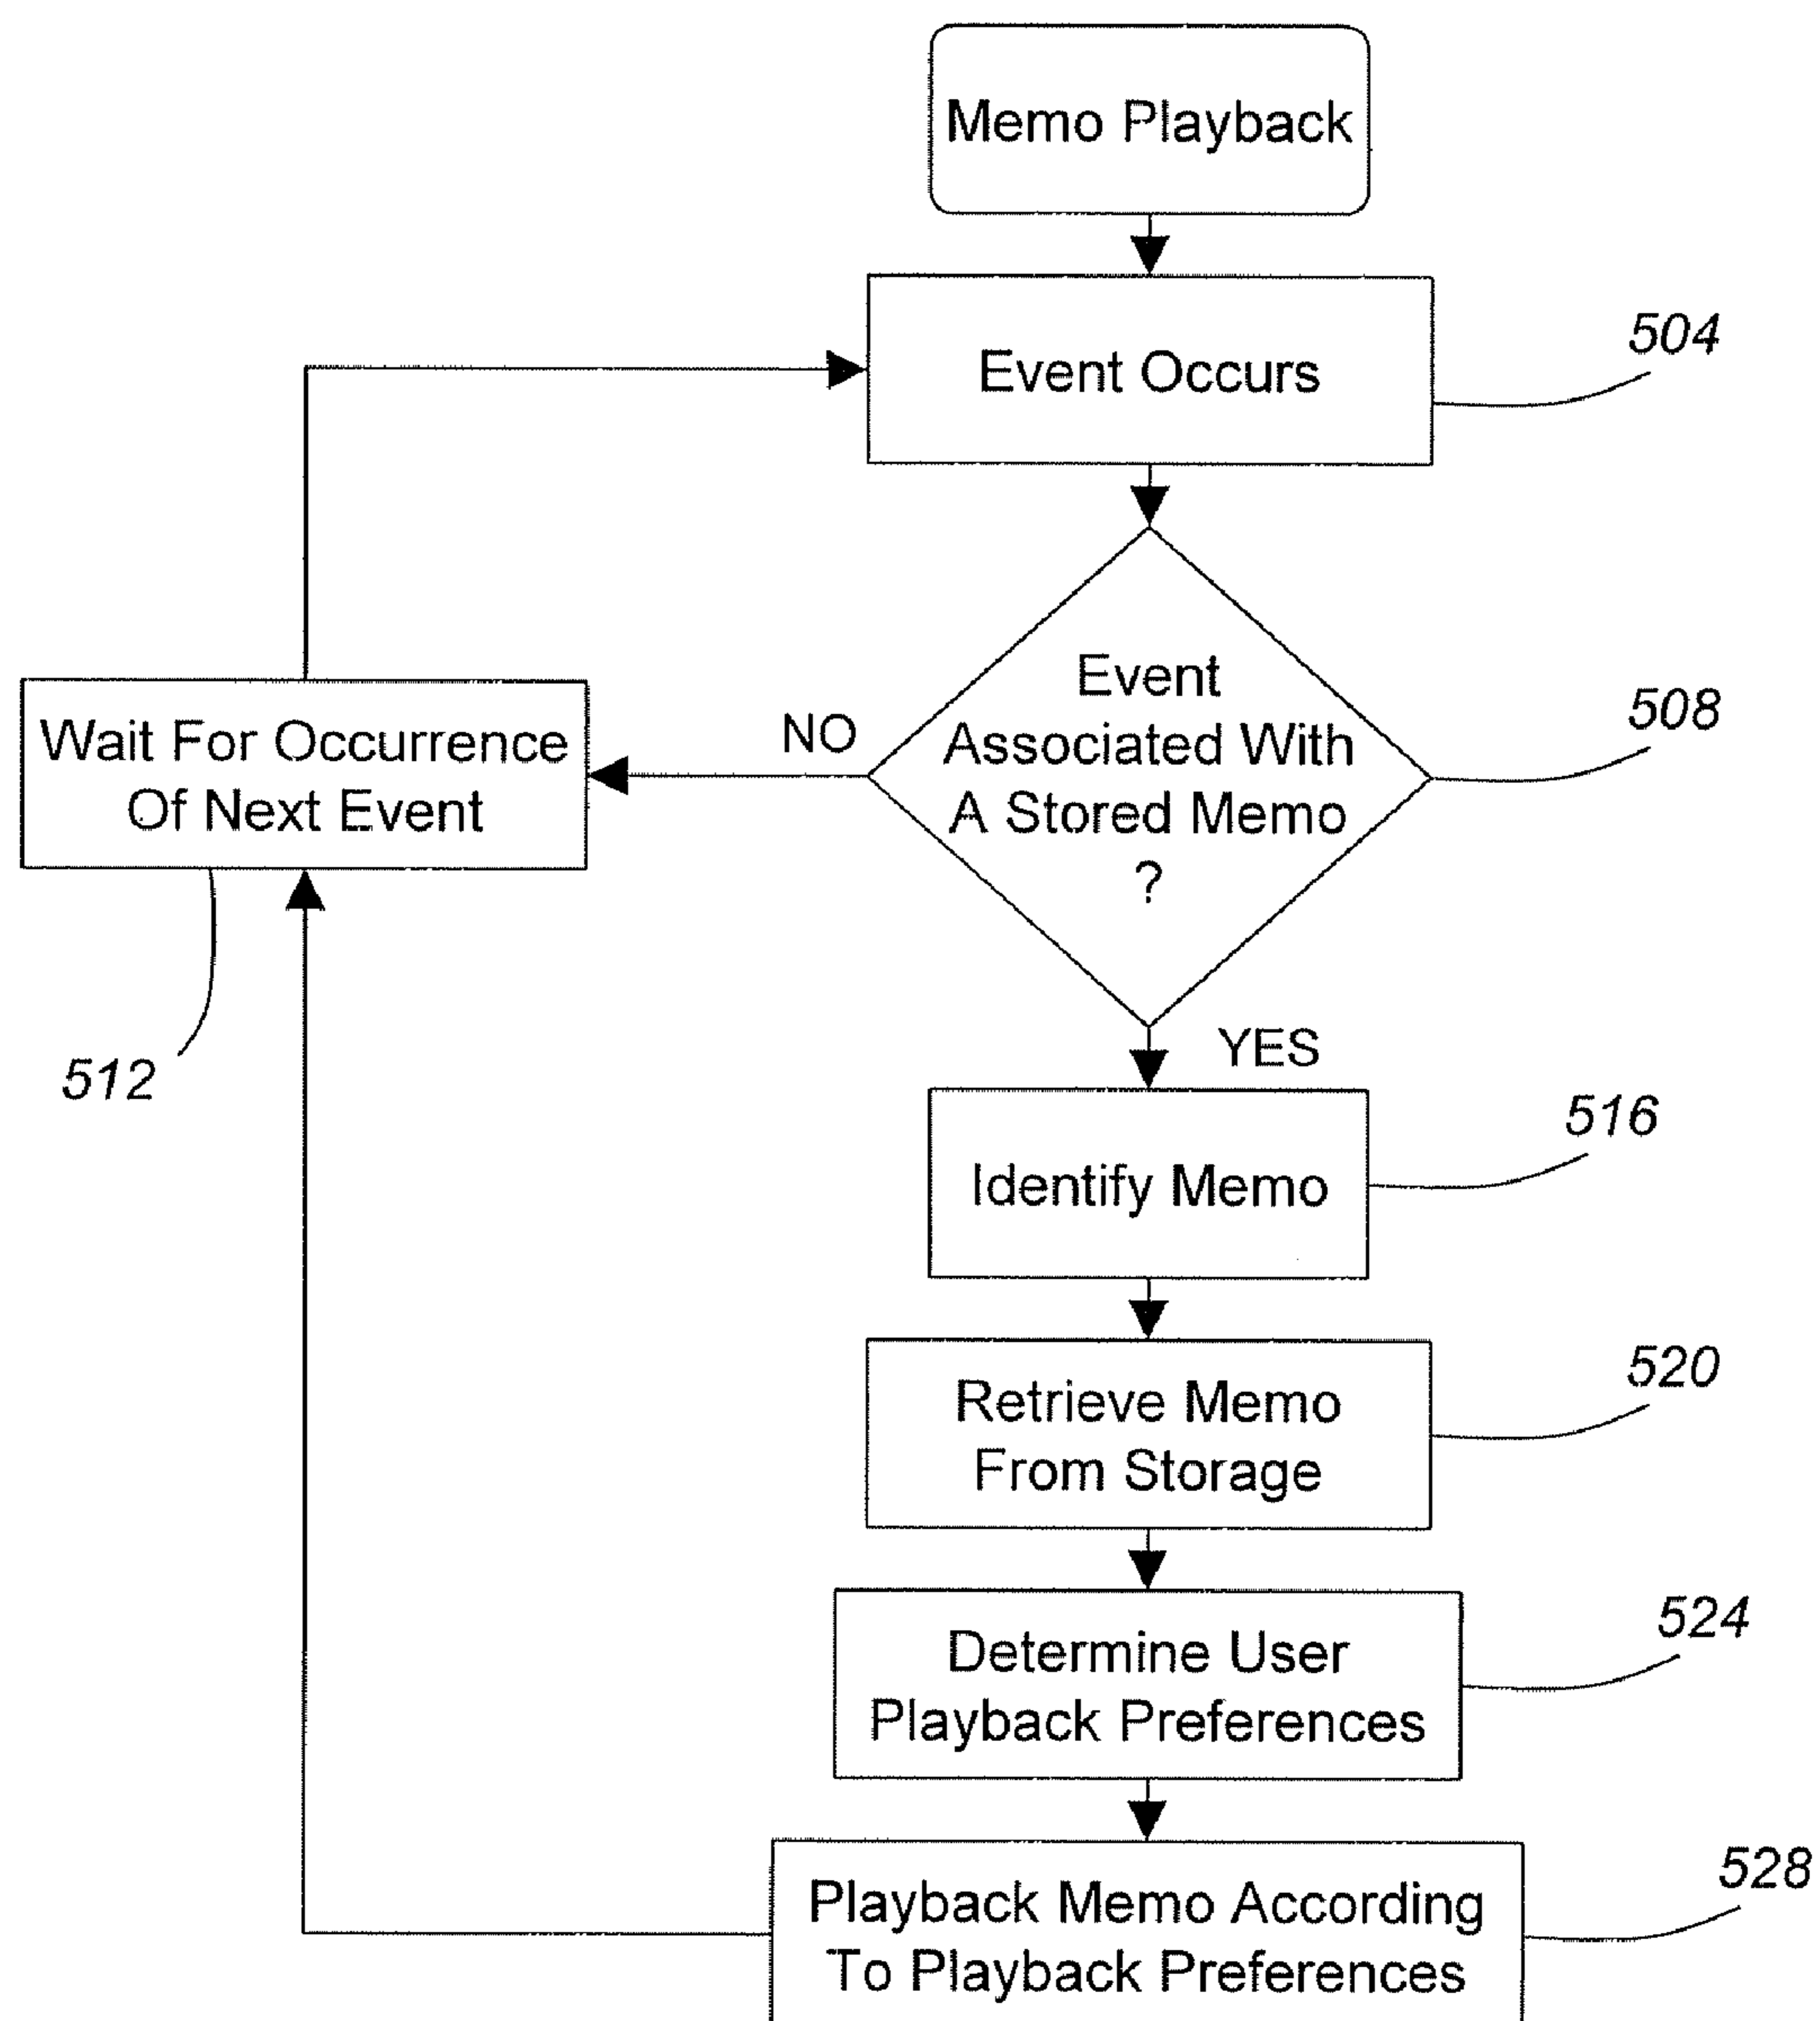 Memo Playback
Event Occurs
504
Event
Associated With
A Stored Memo
?
508
NO
Wait For Occurrence
Of Next Event
512
YES
Identify Memo
516
Retrieve Memo
From Storage
520
Determine User
Playback Preferences
524
Playback Memo According
To Playback Preferences
528